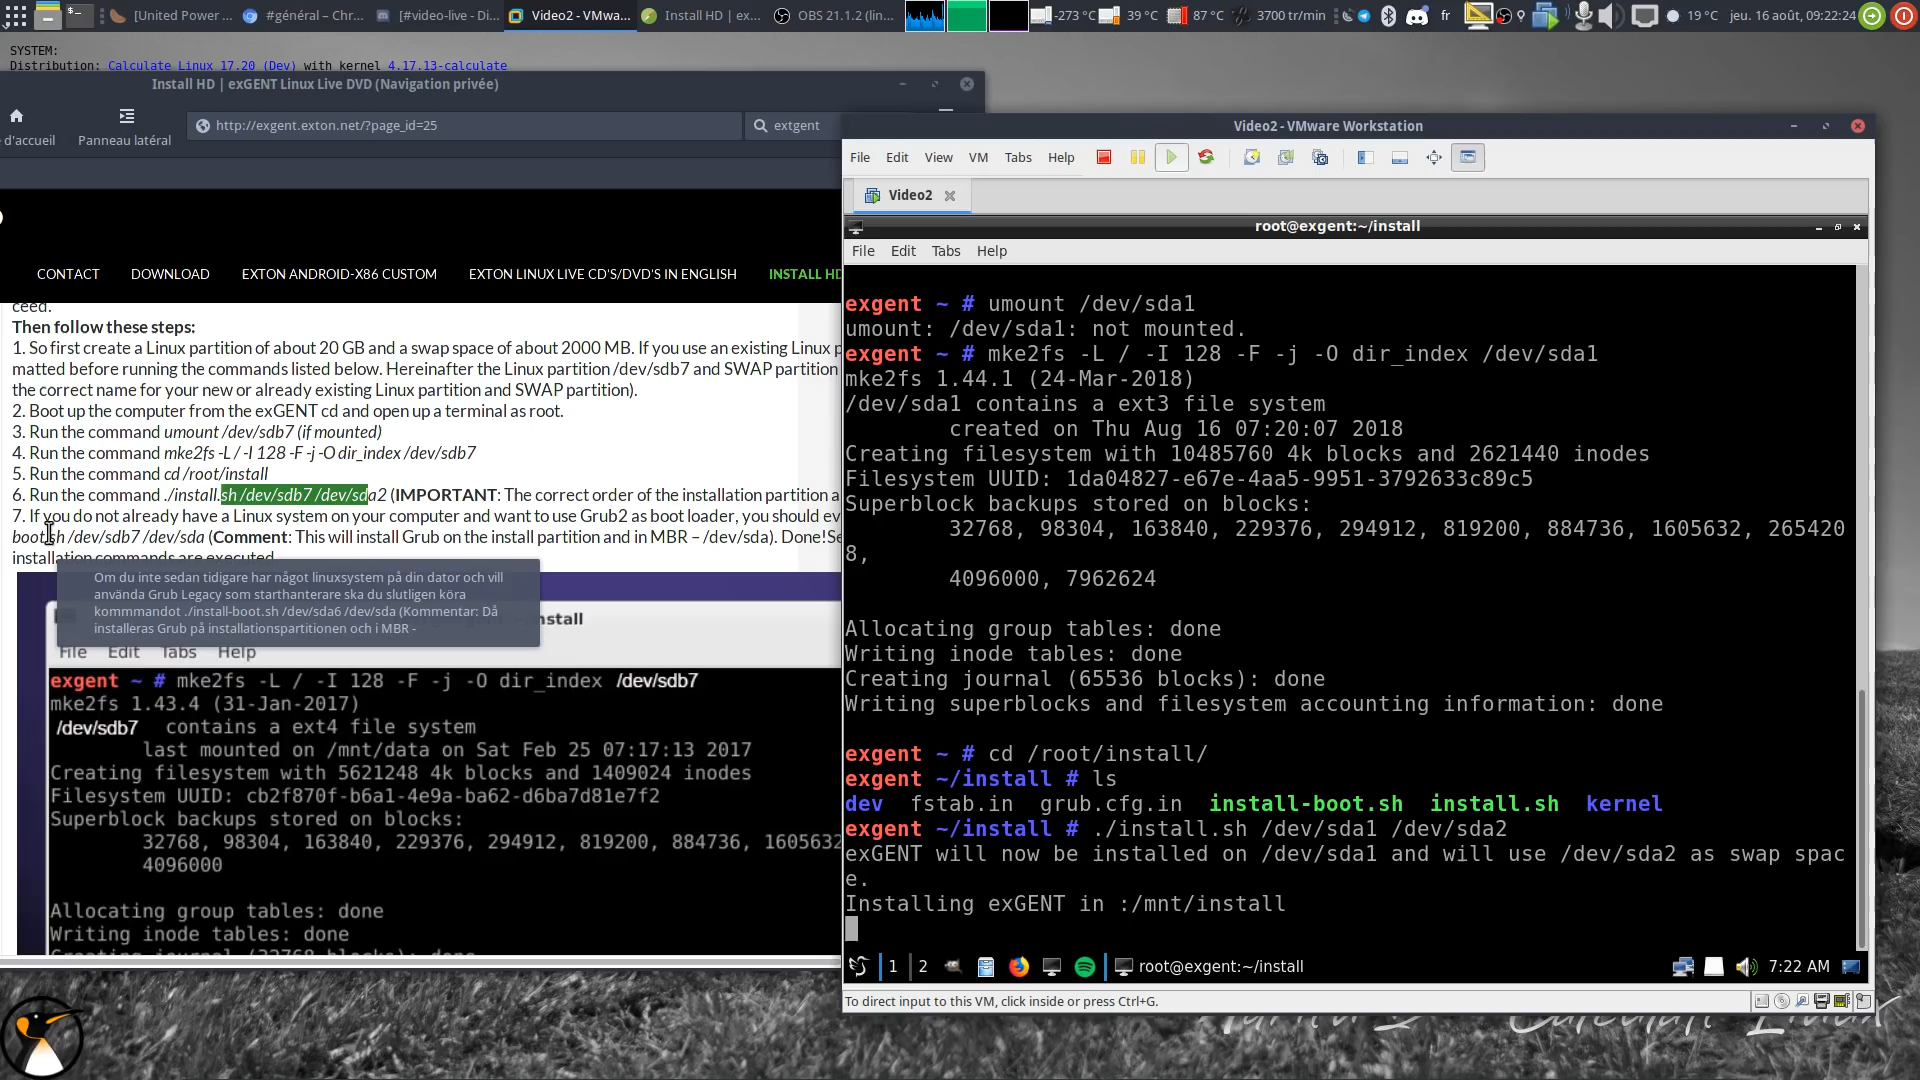 [United Power ...
#général – Chr...
[#video-live - Di...
Video2 - VMwa...
Install HD | ex...
OBS 21.1.2 (lin...
-273 °C
39 °C
87 °C
3700 tr/min
fr
19 °C
jeu. 16 août, 09:22:24
SYSTEM:
Distribution: Calculate Linux 17.20 (Dev) with kernel 4.17.13-calculate
Install HD | exGENT Linux Live DVD (Navigation privée)
d'accueil
Panneau latéral
http://exgent.exton.net/?page_id=25
extgent
CONTACT
DOWNLOAD
EXTON ANDROID-X86 CUSTOM
EXTON LINUX LIVE CD'S/DVD'S IN ENGLISH
INSTALL HD
ceed.
Then follow these steps:
1. So first create a Linux partition of about 20 GB and a swap space of about 2000 MB. If you use an existing Linux p
matted before running the commands listed below. Hereinafter the Linux partition /dev/sdb7 and SWAP partition
the correct name for your new or already existing Linux partition and SWAP partition).
2. Boot up the computer from the exGENT cd and open up a terminal as root.
3. Run the command umount /dev/sdb7 (if mounted)
4. Run the command mke2fs -L / -I 128 -F -j -O dir_index /dev/sdb7
5. Run the command cd /root/install
6. Run the command ./install.sh /dev/sdb7 /dev/sda2 (IMPORTANT: The correct order of the installation partition a
7. If you do not already have a Linux system on your computer and want to use Grub2 as boot loader, you should ev
boot.sh /dev/sdb7 /dev/sda (Comment: This will install Grub on the install partition and in MBR – /dev/sda). Done!Se
installation commands are executed.
Om du inte sedan tidigare har något linuxsystem på din dator och vill
använda Grub Legacy som starthanterare ska du slutligen köra
kommmandot ./install-boot.sh /dev/sda6 /dev/sda (Kommentar: Då
installeras Grub på installationspartitionen och i MBR -
nstall
File Edit Tabs Help
exgent ~ # mke2fs -L / -I 128 -F -j -O dir_index /dev/sdb7
mke2fs 1.43.4 (31-Jan-2017)
/dev/sdb7 contains a ext4 file system
last mounted on /mnt/data on Sat Feb 25 07:17:13 2017
Creating filesystem with 5621248 4k blocks and 1409024 inodes
Filesystem UUID: cb2f870f-b6a1-4e9a-ba62-d6ba7d81e7f2
Superblock backups stored on blocks:
32768, 98304, 163840, 229376, 294912, 819200, 884736, 1605632
4096000
Allocating group tables: done
Writing inode tables: done
Creating journal (32768 blocks): done
Video2 - VMware Workstation
File Edit View VM Tabs Help
Video2
root@exgent:~/install
File Edit Tabs Help
exgent ~ # umount /dev/sda1
umount: /dev/sda1: not mounted.
exgent ~ # mke2fs -L / -I 128 -F -j -O dir_index /dev/sda1
mke2fs 1.44.1 (24-Mar-2018)
/dev/sda1 contains a ext3 file system
created on Thu Aug 16 07:20:07 2018
Creating filesystem with 10485760 4k blocks and 2621440 inodes
Filesystem UUID: 1da04827-e67e-4aa5-9951-3792633c89c5
Superblock backups stored on blocks:
32768, 98304, 163840, 229376, 294912, 819200, 884736, 1605632, 265420
8,
4096000, 7962624
Allocating group tables: done
Writing inode tables: done
Creating journal (65536 blocks): done
Writing superblocks and filesystem accounting information: done
exgent ~ # cd /root/install/
exgent ~/install # ls
dev fstab.in grub.cfg.in install-boot.sh install.sh kernel
exgent ~/install # ./install.sh /dev/sda1 /dev/sda2
exGENT will now be installed on /dev/sda1 and will use /dev/sda2 as swap spac
e.
Installing exGENT in :/mnt/install
1
2
root@exgent:~/install
7:22 AM
To direct input to this VM, click inside or press Ctrl+G.